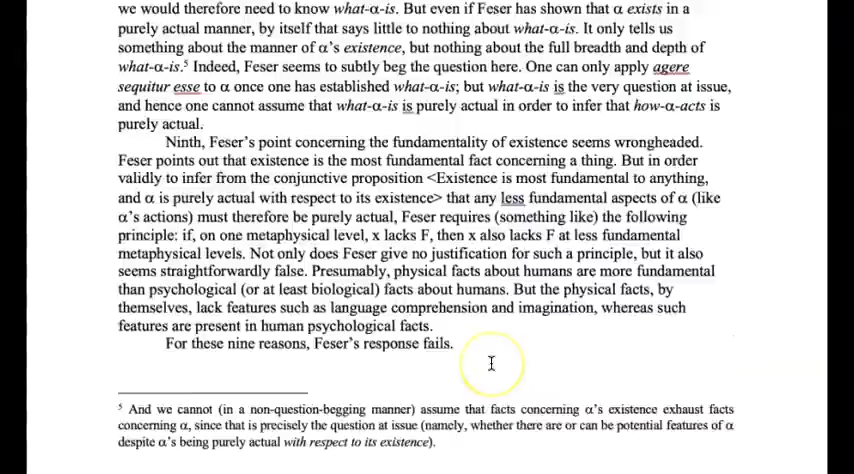 we would therefore need to know what-α-is. But even if Feser has shown that α exists in a
purely actual manner, by itself that says little to nothing about what-α-is. It only tells us
something about the manner of α’s existence, but nothing about the full breadth and depth of
what-α-is.⁵ Indeed, Feser seems to subtly beg the question here. One can only apply agere
sequitur esse to α once one has established what-α-is; but what-α-is is the very question at issue,
and hence one cannot assume that what-α-is is purely actual in order to infer that how-α-acts is
purely actual.
Ninth, Feser’s point concerning the fundamentality of existence seems wrongheaded.
Feser points out that existence is the most fundamental fact concerning a thing. But in order
validly to infer from the conjunctive proposition <Existence is most fundamental to anything,
and α is purely actual with respect to its existence> that any less fundamental aspects of α (like
α’s actions) must therefore be purely actual, Feser requires (something like) the following
principle: if, on one metaphysical level, x lacks F, then x also lacks F at less fundamental
metaphysical levels. Not only does Feser give no justification for such a principle, but it also
seems straightforwardly false. Presumably, physical facts about humans are more fundamental
than psychological (or at least biological) facts about humans. But the physical facts, by
themselves, lack features such as language comprehension and imagination, whereas such
features are present in human psychological facts.
For these nine reasons, Feser’s response fails.
⁵ And we cannot (in a non-question-begging manner) assume that facts concerning α’s existence exhaust facts
concerning α, since that is precisely the question at issue (namely, whether there are or can be potential features of α
despite α’s being purely actual with respect to its existence).